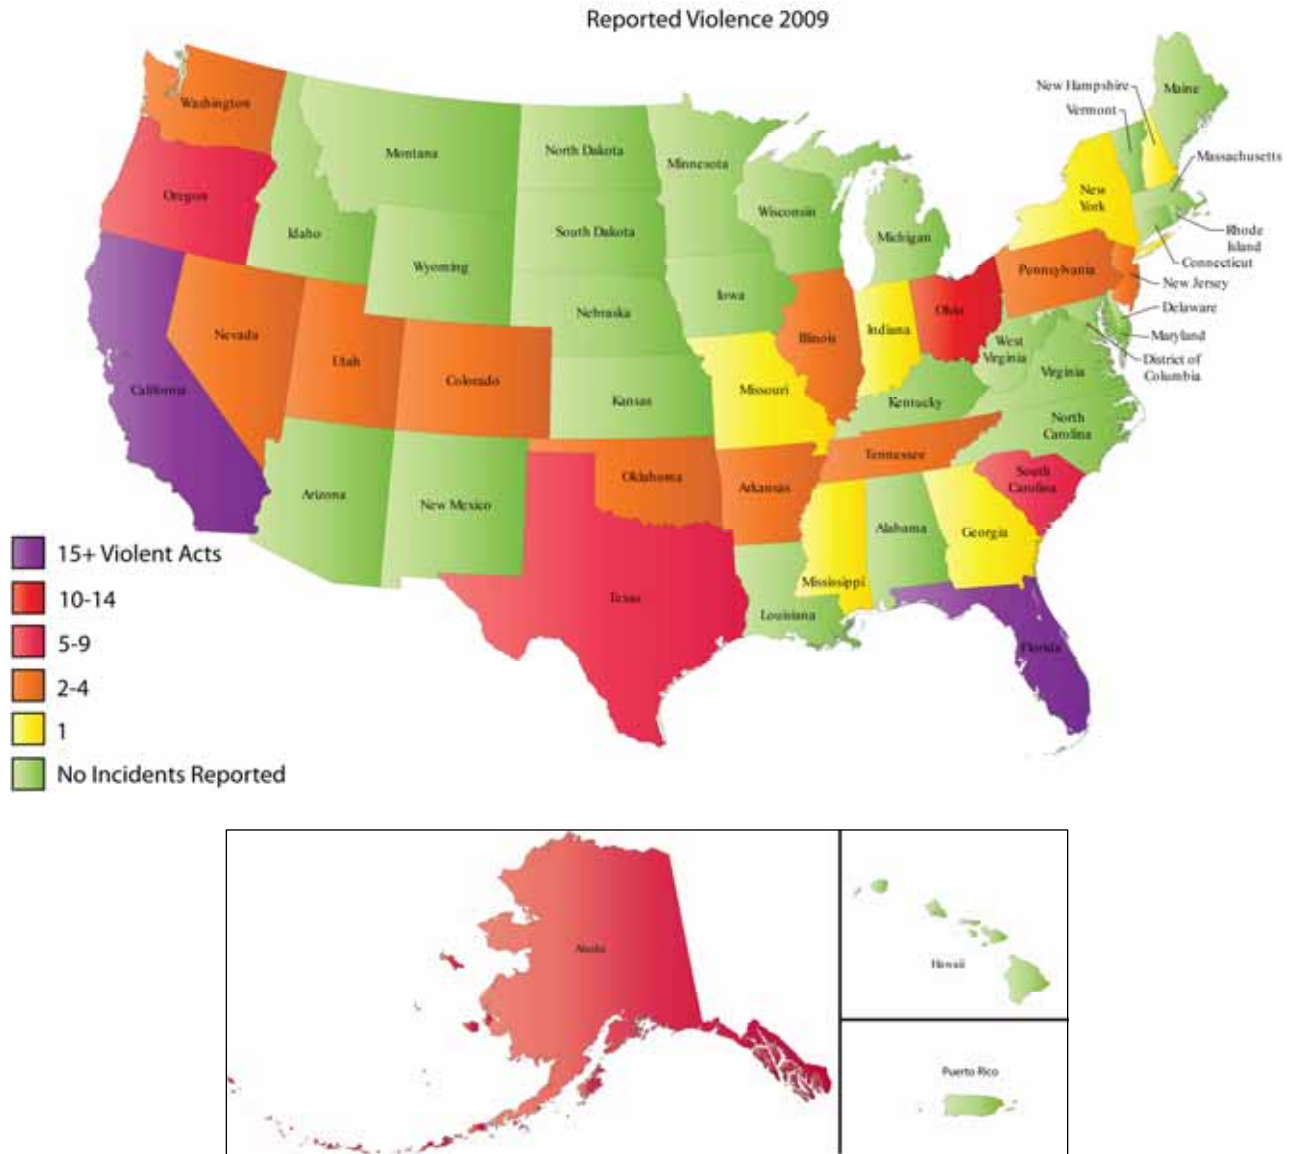 Reported Violence 2009
Washington
Oregon
California
Nevada
Idaho
Montana
Wyoming
Utah
Colorado
Arizona
New Mexico
North Dakota
South Dakota
Nebraska
Kansas
Oklahoma
Texas
Minnesota
Iowa
Missouri
Arkansas
Louisiana
Wisconsin
Illinois
Michigan
Indiana
Ohio
Kentucky
Tennessee
Mississippi
Alabama
Georgia
Florida
South
Carolina
North
Carolina
Virginia
West
Virginia
Pennsylvania
New
York
New Hampshire
Vermont
Maine
Massachusetts
Rhode
Island
Connecticut
New Jersey
Delaware
Maryland
District of
Columbia
15+ Violent Acts
10-14
5-9
2-4
1
No Incidents Reported
Alaska
Hawaii
Puerto Rico